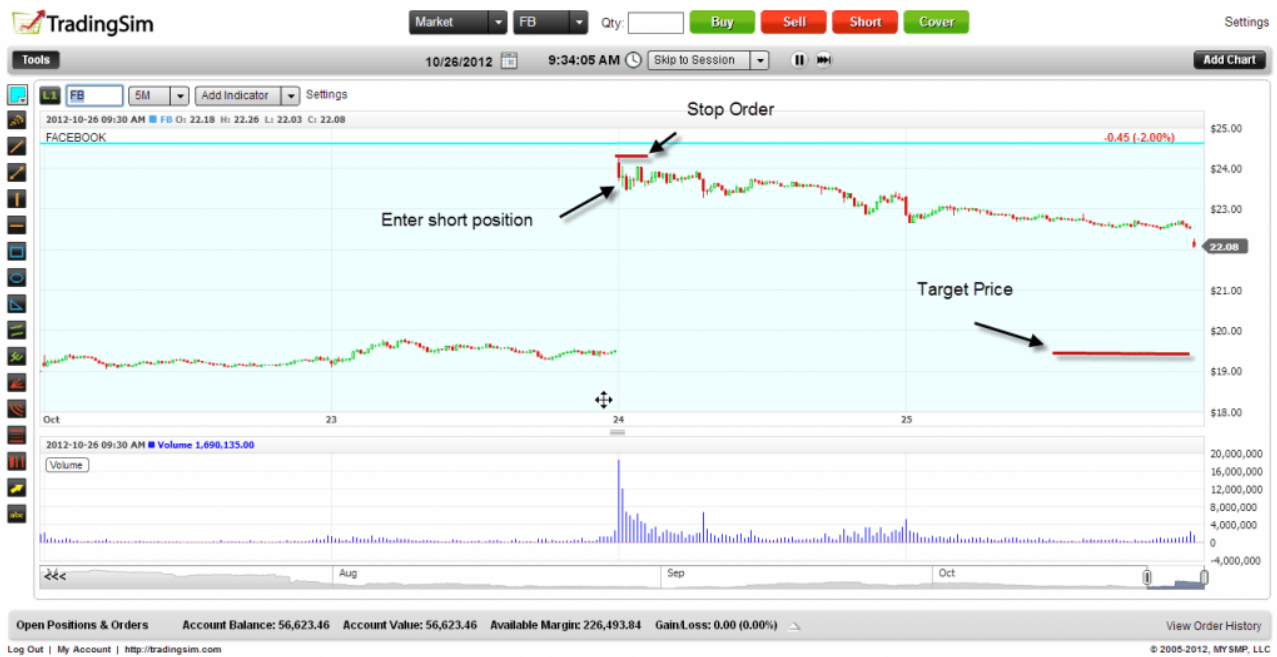 TradingSim
Market FB Qty: Buy Sell Short Cover Settings
Tools 10/26/2012 9:34:05 AM Skip to Session Add Chart
L1 FB 5M Add Indicator Settings
Stop Order
2012-10-26 09:30 AM FB O: 22.18 H: 22.26 L: 22.03 C: 22.08
FACEBOOK -0.45 (-2.00%)
$25.00
$24.00
Enter short position
$23.00
22.08
Target Price
$21.00
$20.00
$19.00
$18.00
Oct 23 24 25
2012-10-26 09:30 AM Volume 1,690,135.00
Volume
20,000,000
16,000,000
12,000,000
8,000,000
4,000,000
0
-4,000,000
abc
<<< Aug Sep Oct
Open Positions & Orders Account Balance: 56,623.46 Account Value: 56,623.46 Available Margin: 226,493.84 Gain/Loss: 0.00 (0.00%) View Order History
Log Out | My Account | http://tradingsim.com © 2005-2012, MYSMP, LLC